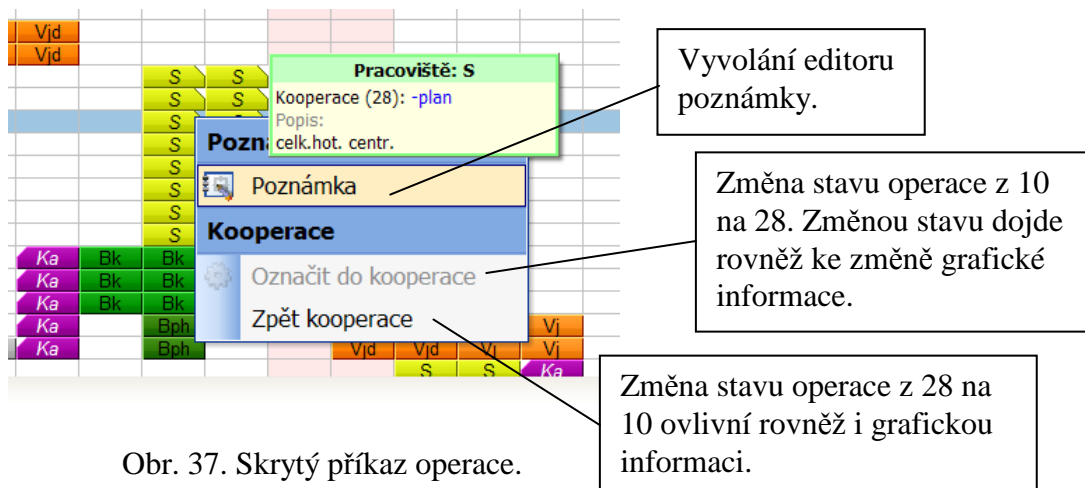 Vjd
Vjd
S S
S S
S
S
S
S
S
S
Pracoviště: S
Kooperace (28): -plan
Popis:
celk.hot. centr.
Pozn
Poznámka
Kooperace
Označit do kooperace
Zpět kooperace
Ka Bk Bk
Ka Bk Bk
Ka Bk Bk
Ka Bph Vj
Ka Bph Vjd Vjd Vj Vj
S S Ka
Vyvolání editoru
poznámky.
Změna stavu operace z 10
na 28. Změnou stavu dojde
rovněž ke změně grafické
informace.
Změna stavu operace z 28 na
10 ovlivní rovněž i grafickou
informaci.
Obr. 37. Skrytý příkaz operace.